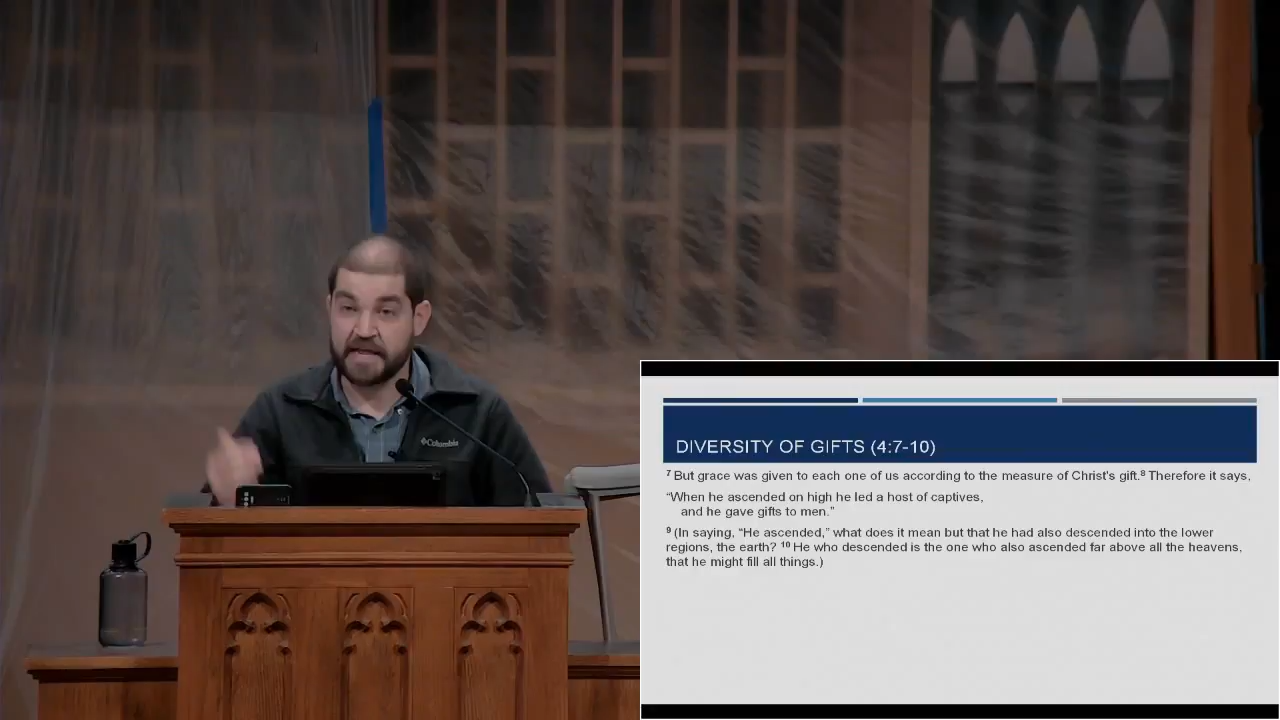 Columbia
DIVERSITY OF GIFTS (4:7-10)
⁷ But grace was given to each one of us according to the measure of Christ's gift.⁸ Therefore it says,
“When he ascended on high he led a host of captives,
and he gave gifts to men.”
⁹ (In saying, “He ascended,” what does it mean but that he had also descended into the lower
regions, the earth? ¹⁰ He who descended is the one who also ascended far above all the heavens,
that he might fill all things.)